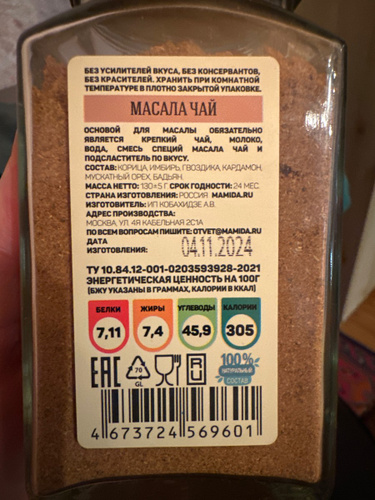 БЕЗ УСИЛИТЕЛЕЙ ВКУСА, БЕЗ КОНСЕРВАНТОВ,
БЕЗ КРАСИТЕЛЕЙ. ХРАНИТЬ ПРИ КОМНАТНОЙ
ТЕМПЕРАТУРЕ В ПЛОТНО ЗАКРЫТОЙ УПАКОВКЕ.
МАСАЛА ЧАЙ
ОСНОВОЙ ДЛЯ МАСАЛЫ ОБЯЗАТЕЛЬНО
ЯВЛЯЕТСЯ КРЕПКИЙ ЧАЙ, МОЛОКО,
ВОДА, СМЕСЬ СПЕЦИЙ МАСАЛА ЧАЙ И
ПОДСЛАСТИТЕЛЬ ПО ВКУСУ.
СОСТАВ: КОРИЦА, ИМБИРЬ, ГВОЗДИКА, КАРДАМОН,
МУСКАТНЫЙ ОРЕХ, БАДЬЯН.
МАССА НЕТТО: 130±5 Г СРОК ГОДНОСТИ: 24 МЕС.
СТРАНА ИЗГОТОВЛЕНИЯ: РОССИЯ MAMIDA.RU
ИЗГОТОВИТЕЛЬ: ИП КОБАХИДЗЕ А.В.
АДРЕС ПРОИЗВОДСТВА:
МОСКВА, УЛ. 4Я КАБЕЛЬНАЯ 2С1А
ПО ВСЕМ ВОПРОСАМ ПИШИТЕ: OTVET@MAMIDA.RU
ДАТА
ИЗГОТОВЛЕНИЯ: 04.11.2024
ТУ 10.84.12-001-0203593928-2021
ЭНЕРГЕТИЧЕСКАЯ ЦЕННОСТЬ НА 100Г
(БЖУ УКАЗАНЫ В ГРАММАХ, КАЛОРИИ В ККАЛ)
БЕЛКИ ЖИРЫ УГЛЕВОДЫ КАЛОРИИ
7,11 7,4 45,9 305
EAC 70 GL 100% НАТУРАЛЬНЫЙ СОСТАВ
4 673724 569601